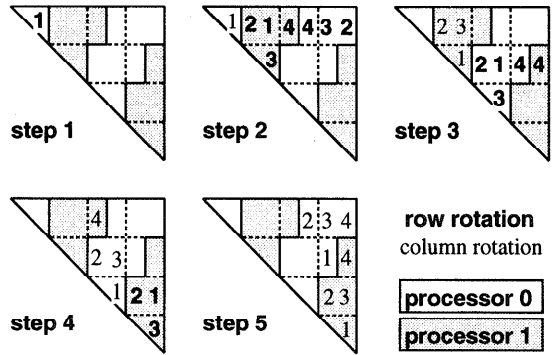 1
step 1
1 2 1 4 4 3 2
3
step 2
2 3
1 2 1 4 4
3
step 3
4
2 3
1 2 1
3
step 4
2 3 4
1 4
2 3
1
step 5
row rotation
column rotation
processor 0
processor 1